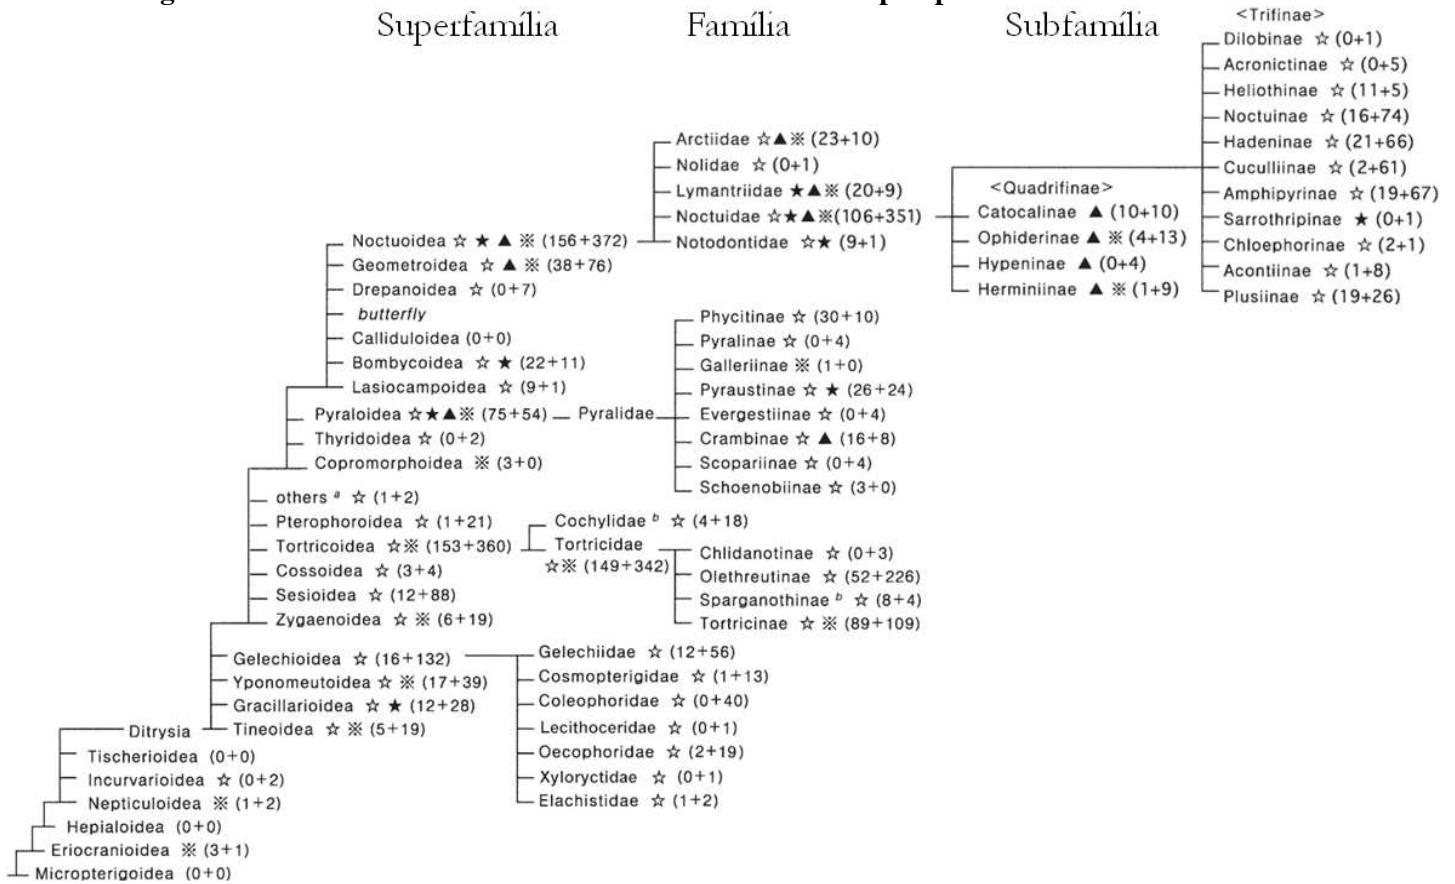 Superfamília Família Subfamília
<Trifinae>
Dilobinae ☆ (0+1)
Acronictinae ☆ (0+5)
Heliothinae ☆ (11+5)
Noctuinae ☆ (16+74)
Hadeninae ☆ (21+66)
Cuculliinae ☆ (2+61)
Amphipyrinae ☆ (19+67)
Sarrothripinae ★ (0+1)
Chloephorinae ☆ (2+1)
Acontiinae ☆ (1+8)
Plusiinae ☆ (19+26)
<Quadrifinae>
Catocalinae ▲ (10+10)
Ophiderinae ▲ ※ (4+13)
Hypeninae ▲ (0+4)
Herminiinae ▲ ※ (1+9)
Arctiidae ☆▲※ (23+10)
Nolidae ☆ (0+1)
Lymantriidae ★▲※ (20+9)
Noctuidae ☆★▲※(106+351)
Notodontidae ☆★ (9+1)
Noctuoidea ☆ ★ ▲ ※ (156+372)
Geometroidea ☆ ▲ ※ (38+76)
Drepanoidea ☆ (0+7)
butterfly
Calliduloidea (0+0)
Bombycoidea ☆ ★ (22+11)
Lasiocampoidea ☆ (9+1)
Pyraloidea ☆★▲※ (75+54) Pyralidae
Thyridoidea ☆ (0+2)
Copromorphoidea ※ (3+0)
Phycitinae ☆ (30+10)
Pyralinae ☆ (0+4)
Galleriinae ※ (1+0)
Pyraustinae ☆ ★ (26+24)
Evergestiinae ☆ (0+4)
Crambinae ☆ ▲ (16+8)
Scopariinae ☆ (0+4)
Schoenobiinae ☆ (3+0)
others a ☆ (1+2)
Pterophoroidea ☆ (1+21)
Tortricoidea ☆※ (153+360)
Cossoidea ☆ (3+4)
Sesioidea ☆ (12+88)
Zygaenoidea ☆ ※ (6+19)
Cochylidae b ☆ (4+18)
Tortricidae
☆※ (149+342)
Chlidanotinae ☆ (0+3)
Olethreutinae ☆ (52+226)
Sparganothinae b ☆ (8+4)
Tortricinae ☆ ※ (89+109)
Gelechioidea ☆ (16+132)
Yponomeutoidea ☆ ※ (17+39)
Gracillarioidea ☆ ★ (12+28)
Ditrysia Tineoidea ☆ ※ (5+19)
Gelechiidae ☆ (12+56)
Cosmopterigidae ☆ (1+13)
Coleophoridae ☆ (0+40)
Lecithoceridae ☆ (0+1)
Oecophoridae ☆ (2+19)
Xyloryctidae ☆ (0+1)
Elachistidae ☆ (1+2)
Tischerioidea (0+0)
Incurvarioidea ☆ (0+2)
Nepticuloidea ※ (1+2)
Hepialoidea (0+0)
Eriocranioidea ※ (3+1)
Micropterigoidea (0+0)